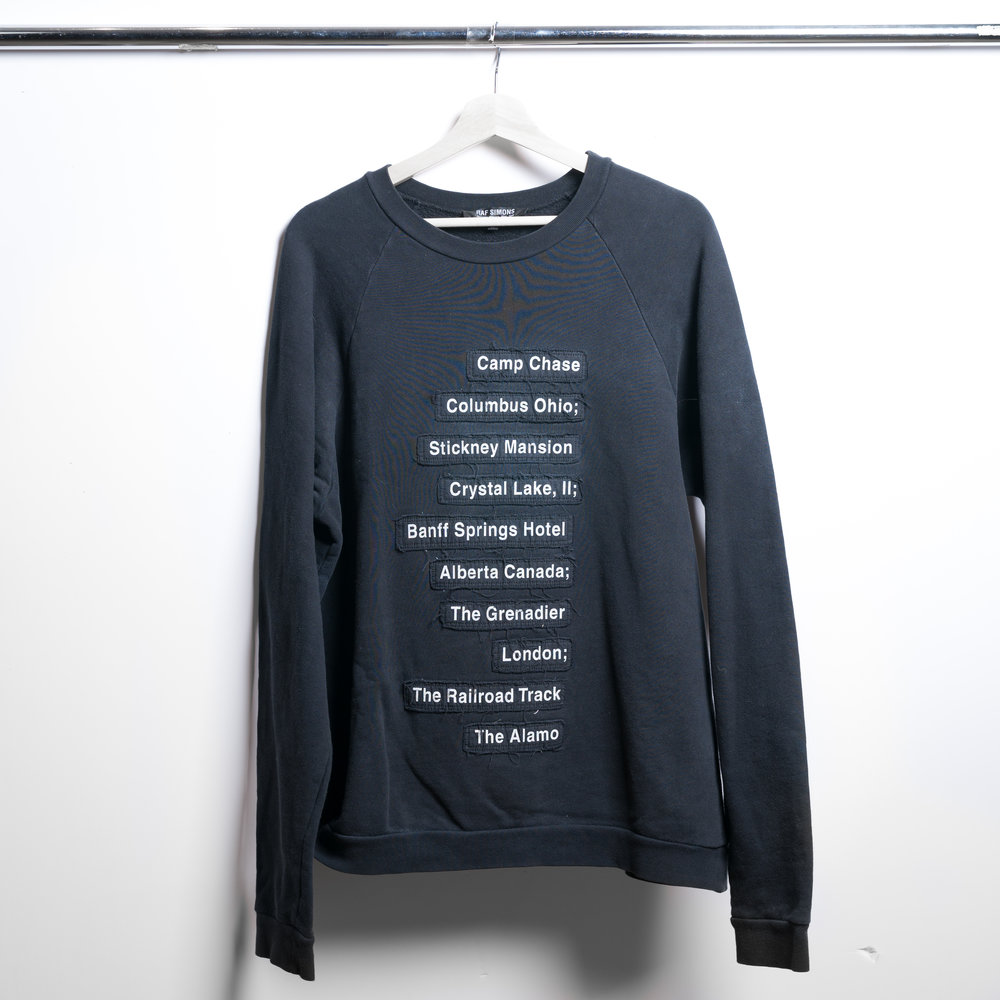 RAF SIMONS
Camp Chase
Columbus Ohio;
Stickney Mansion
Crystal Lake, Il;
Banff Springs Hotel
Alberta Canada;
The Grenadier
London;
The Railroad Track
The Alamo